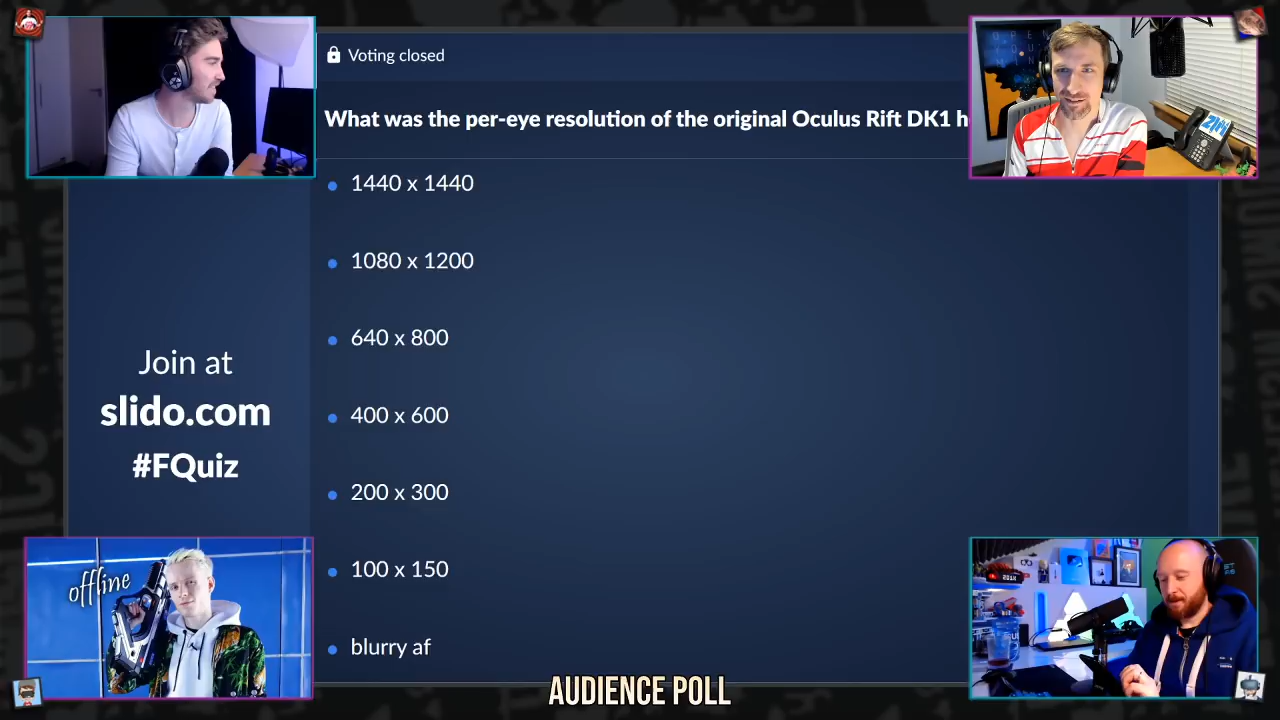 Voting closed
What was the per-eye resolution of the original Oculus Rift DK1 h
1440 x 1440
1080 x 1200
640 x 800
400 x 600
200 x 300
100 x 150
blurry af
Join at
slido.com
#FQuiz
offline
AUDIENCE POLL